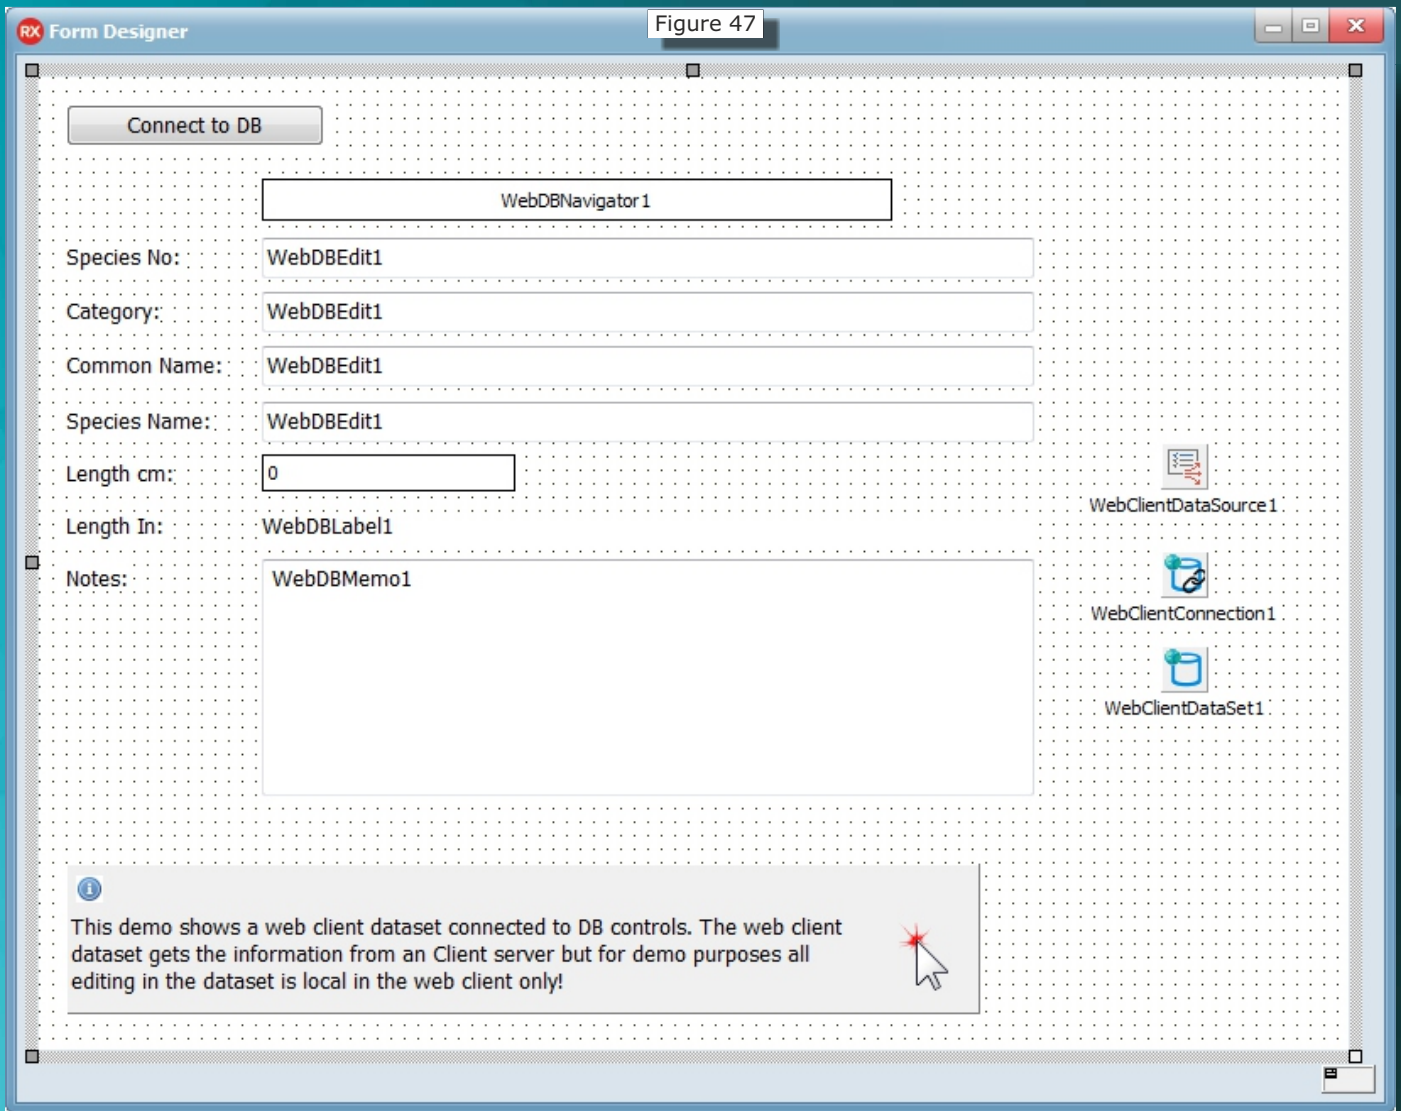 Figure 47
RX Form Designer
Connect to DB
WebDBNavigator1
Species No: WebDBEdit1
Category: WebDBEdit1
Common Name: WebDBEdit1
Species Name: WebDBEdit1
Length cm: 0
Length In: WebDBLabel1
Notes: WebDBMemo1
WebClientDataSource1
WebClientConnection1
WebClientDataSet1
This demo shows a web client dataset connected to DB controls. The web client
dataset gets the information from an Client server but for demo purposes all
editing in the dataset is local in the web client only!